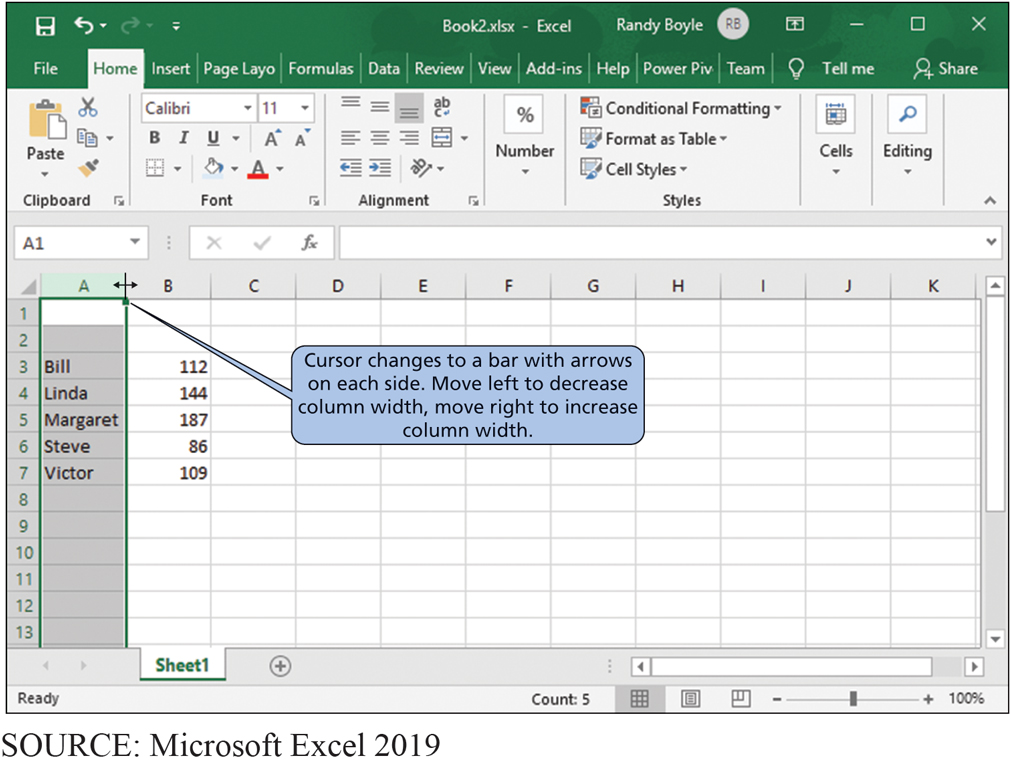 Book2.xlsx - Excel Randy Boyle RB
File Home Insert Page Layo Formulas Data Review View Add-ins Help Power Piv Team Tell me Share
Calibri 11 ab % Conditional Formatting
Paste B I U A A Number Format as Table Cells Editing
A Cell Styles
Clipboard Font Alignment Styles
A1 fx
A B C D E F G H I J K
1
2
3 Bill 112
4 Linda 144
5 Margaret 187
6 Steve 86
7 Victor 109
8
9
10
11
12
13
Cursor changes to a bar with arrows
on each side. Move left to decrease
column width, move right to increase
column width.
Sheet1
Ready Count: 5 100%
SOURCE: Microsoft Excel 2019